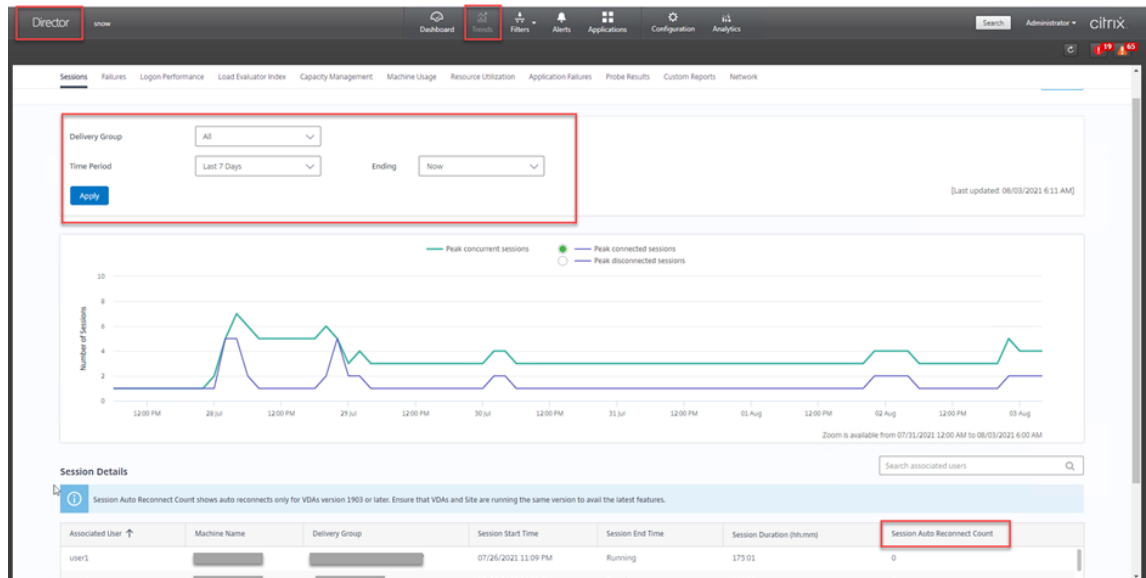 Director snow Dashboard Trends Filters Alerts Applications Configuration Analytics Search Administrator citrix
19 65
Sessions Failures Logon Performance Load Evaluator Index Capacity Management Machine Usage Resource Utilization Application Failures Probe Results Custom Reports Network
Delivery Group All
Time Period Last 7 Days Ending Now
Apply
[Last updated: 08/03/2021 6:11 AM]
Peak concurrent sessions Peak connected sessions
Peak disconnected sessions
Number of Sessions
10
8
6
4
2
0
12:00 PM 28 Jul 12:00 PM 29 Jul 12:00 PM 30 Jul 12:00 PM 31 Jul 12:00 PM 01 Aug 12:00 PM 02 Aug 12:00 PM 03 Aug
Zoom is available from 07/31/2021 12:00 AM to 08/03/2021 6:00 AM
Session Details Search associated users
Session Auto Reconnect Count shows auto reconnects only for VDAs version 1903 or later. Ensure that VDAs and Site are running the same version to avail the latest features.
Associated User Machine Name Delivery Group Session Start Time Session End Time Session Duration (hh:mm) Session Auto Reconnect Count
user1 07/26/2021 11:09 PM Running 175:01 0